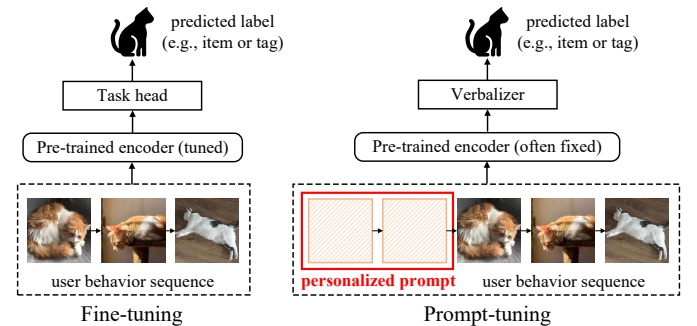 predicted label
(e.g., item or tag)
Task head
Pre-trained encoder (tuned)
user behavior sequence
Fine-tuning
predicted label
(e.g., item or tag)
Verbalizer
Pre-trained encoder (often fixed)
personalized prompt
user behavior sequence
Prompt-tuning